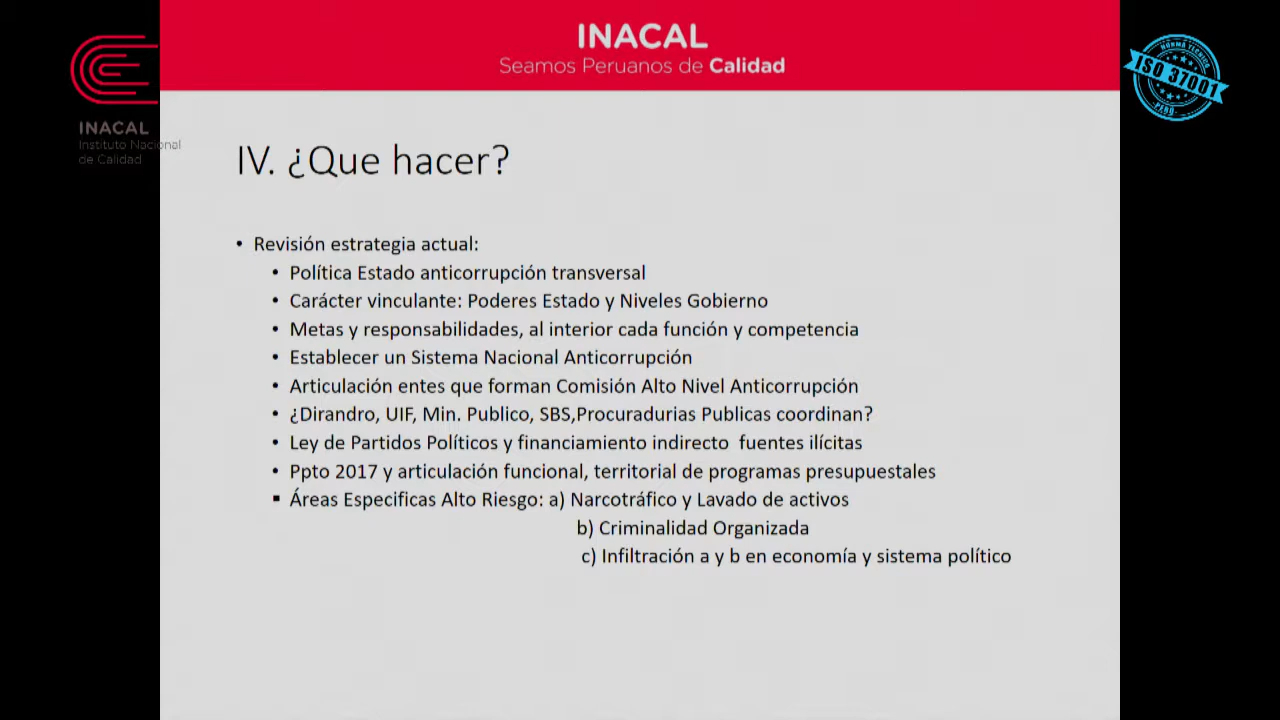 INACAL
Seamos Peruanos de Calidad
INACAL
Instituto Nacional
de Calidad
NORMA TÉCNICA
ISO 37001
PERÚ
IV. ¿Que hacer?
• Revisión estrategia actual:
• Política Estado anticorrupción transversal
• Carácter vinculante: Poderes Estado y Niveles Gobierno
• Metas y responsabilidades, al interior cada función y competencia
• Establecer un Sistema Nacional Anticorrupción
• Articulación entes que forman Comisión Alto Nivel Anticorrupción
• ¿Dirandro, UIF, Min. Publico, SBS,Procuradurias Publicas coordinan?
• Ley de Partidos Políticos y financiamiento indirecto fuentes ilícitas
• Ppto 2017 y articulación funcional, territorial de programas presupuestales
▪ Áreas Especificas Alto Riesgo: a) Narcotráfico y Lavado de activos
b) Criminalidad Organizada
c) Infiltración a y b en economía y sistema político